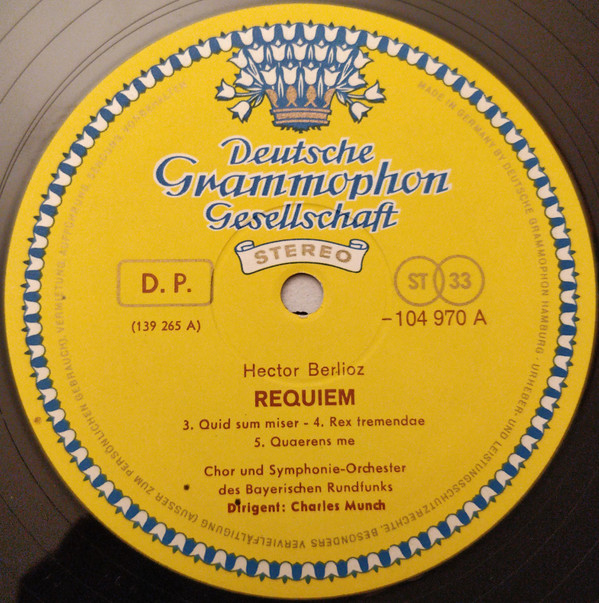 Deutsche
Grammophon
Gesellschaft
STEREO
D. P.
ST 33
(139 265 A)
-104 970 A
Hector Berlioz
REQUIEM
3. Quid sum miser - 4. Rex tremendae
5. Quaerens me
Chor und Symphonie-Orchester
des Bayerischen Rundfunks
Dirigent: Charles Munch
MADE IN GERMANY BY DEUTSCHE GRAMMOPHON HAMBURG · URHEBER- UND LEISTUNGSSCHUTZRECHTE, BESONDERS VERVIELFÄLTIGUNG (AUSSER ZUM PERSÖNLICHEN GEBRAUCH), VERMIETUNG, AUFFÜHRUNG,